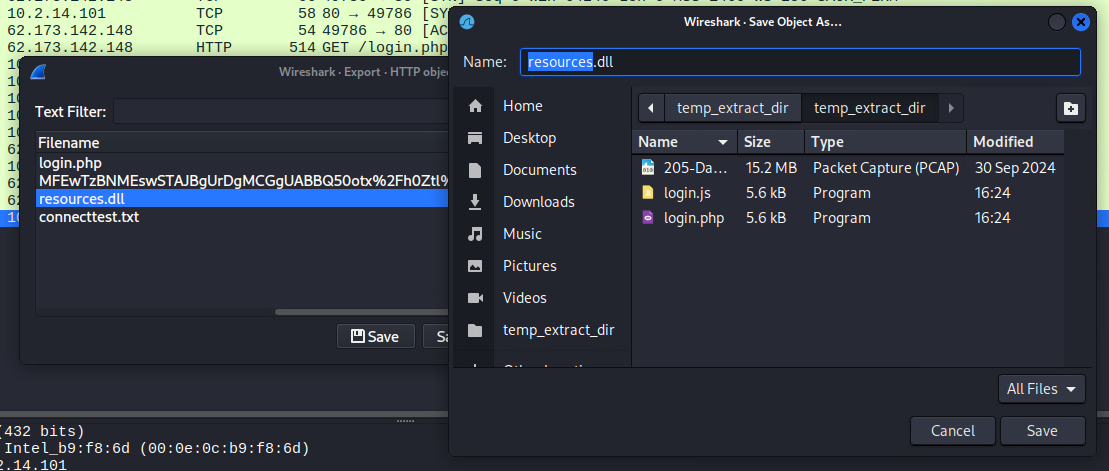 10.2.14.101 TCP 58 80 → 49786
62.173.142.148 TCP 54 49786 → 80 [AC
62.173.142.148 HTTP 514 GET /login.php
Wireshark · Export · HTTP objec
Text Filter:
Filename
login.php
MFEwTzBNMEswSTAJBgUrDgMCGgUABBQ50otx%2Fh0Ztl%
resources.dll
connecttest.txt
Save
Sa
Wireshark · Save Object As…
Name: resources.dll
temp_extract_dir temp_extract_dir
Home
Desktop
Documents
Downloads
Music
Pictures
Videos
temp_extract_dir
Name Size Type Modified
205-Da… 15.2 MB Packet Capture (PCAP) 30 Sep 2024
login.js 5.6 kB Program 16:24
login.php 5.6 kB Program 16:24
All Files
Cancel Save
(432 bits)
Intel_b9:f8:6d (00:0e:0c:b9:f8:6d)
2.14.101